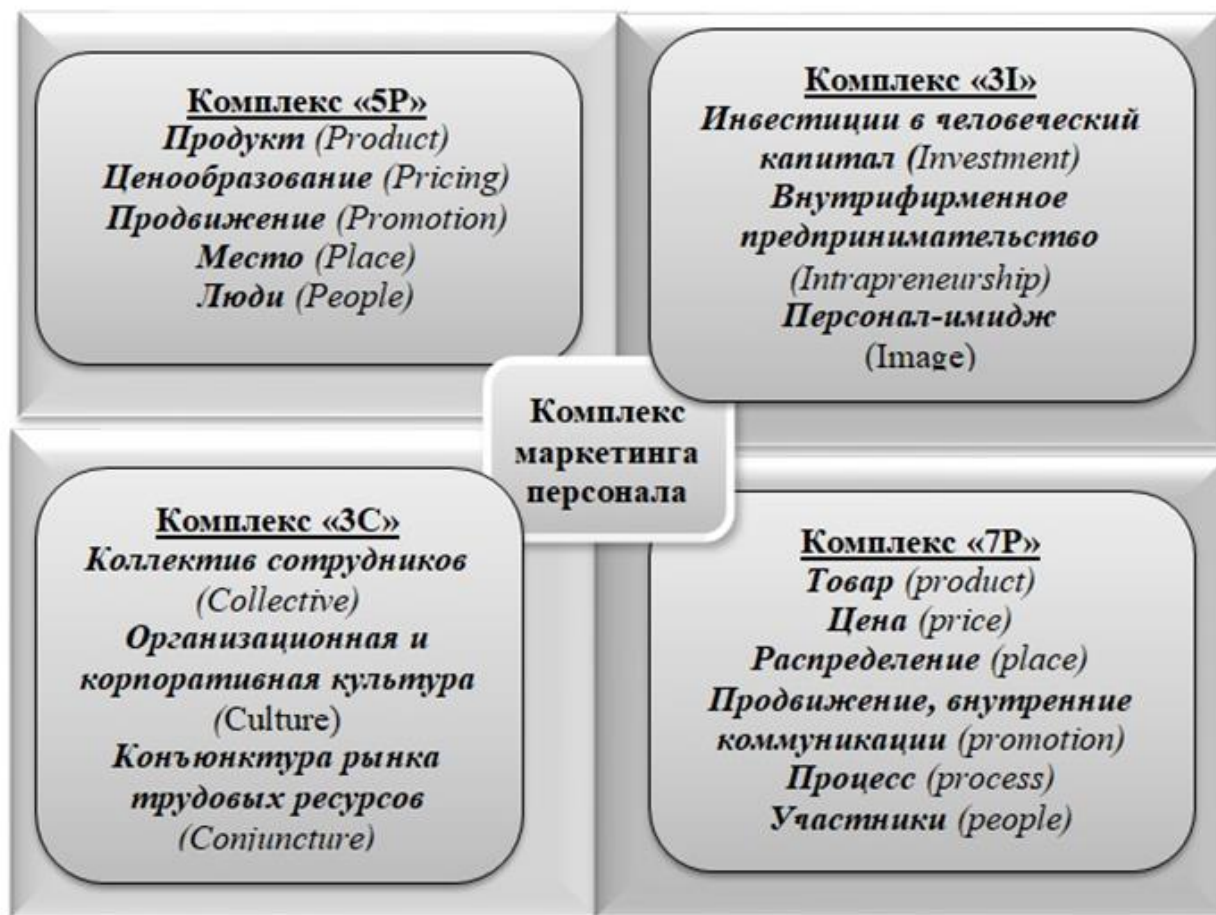 Комплекс «5P»
Продукт (Product)
Ценообразование (Pricing)
Продвижение (Promotion)
Место (Place)
Люди (People)
Комплекс «3I»
Инвестиции в человеческий
капитал (Investment)
Внутрифирменное
предпринимательство
(Intrapreneurship)
Персонал-имидж
(Image)
Комплекс
маркетинга
персонала
Комплекс «3C»
Коллектив сотрудников
(Collective)
Организационная и
корпоративная культура
(Culture)
Конъюнктура рынка
трудовых ресурсов
(Conjuncture)
Комплекс «7P»
Товар (product)
Цена (price)
Распределение (place)
Продвижение, внутренние
коммуникации (promotion)
Процесс (process)
Участники (people)